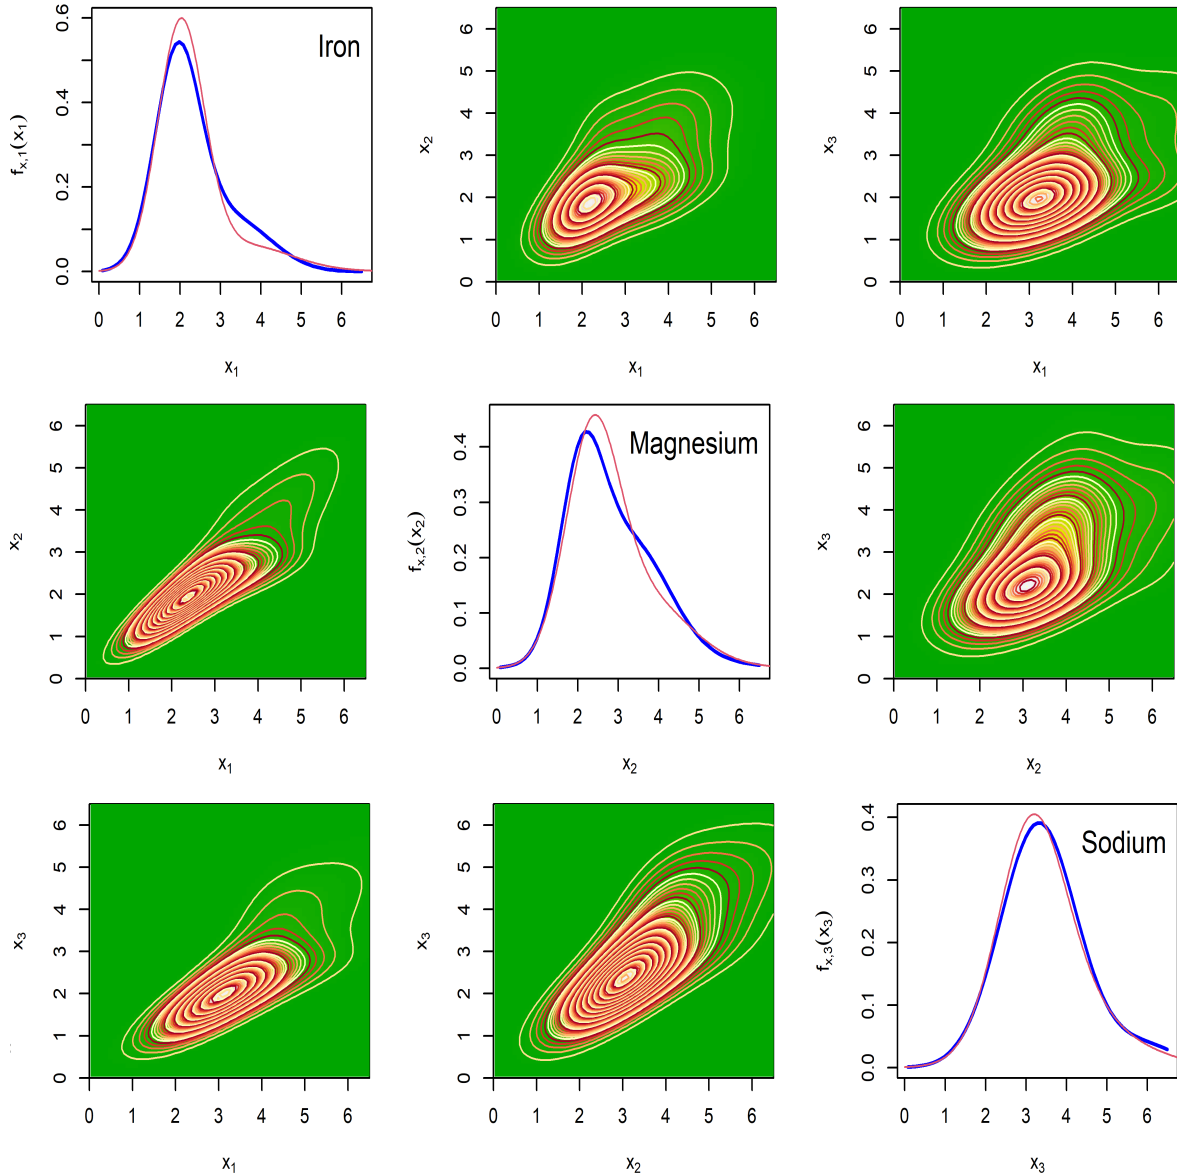 Iron
f_{x,1}(x_1)
0.0 0.2 0.4 0.6
0 1 2 3 4 5 6
x_1
x_2
0 1 2 3 4 5 6
0 1 2 3 4 5 6
x_1
x_3
0 1 2 3 4 5 6
0 1 2 3 4 5 6
x_1
x_2
0 1 2 3 4 5 6
0 1 2 3 4 5 6
x_1
Magnesium
f_{x,2}(x_2)
0.0 0.1 0.2 0.3 0.4
0 1 2 3 4 5 6
x_2
x_3
0 1 2 3 4 5 6
0 1 2 3 4 5 6
x_2
x_3
0 1 2 3 4 5 6
0 1 2 3 4 5 6
x_1
x_3
0 1 2 3 4 5 6
0 1 2 3 4 5 6
x_2
Sodium
f_{x,3}(x_3)
0.0 0.1 0.2 0.3 0.4
0 1 2 3 4 5 6
x_3